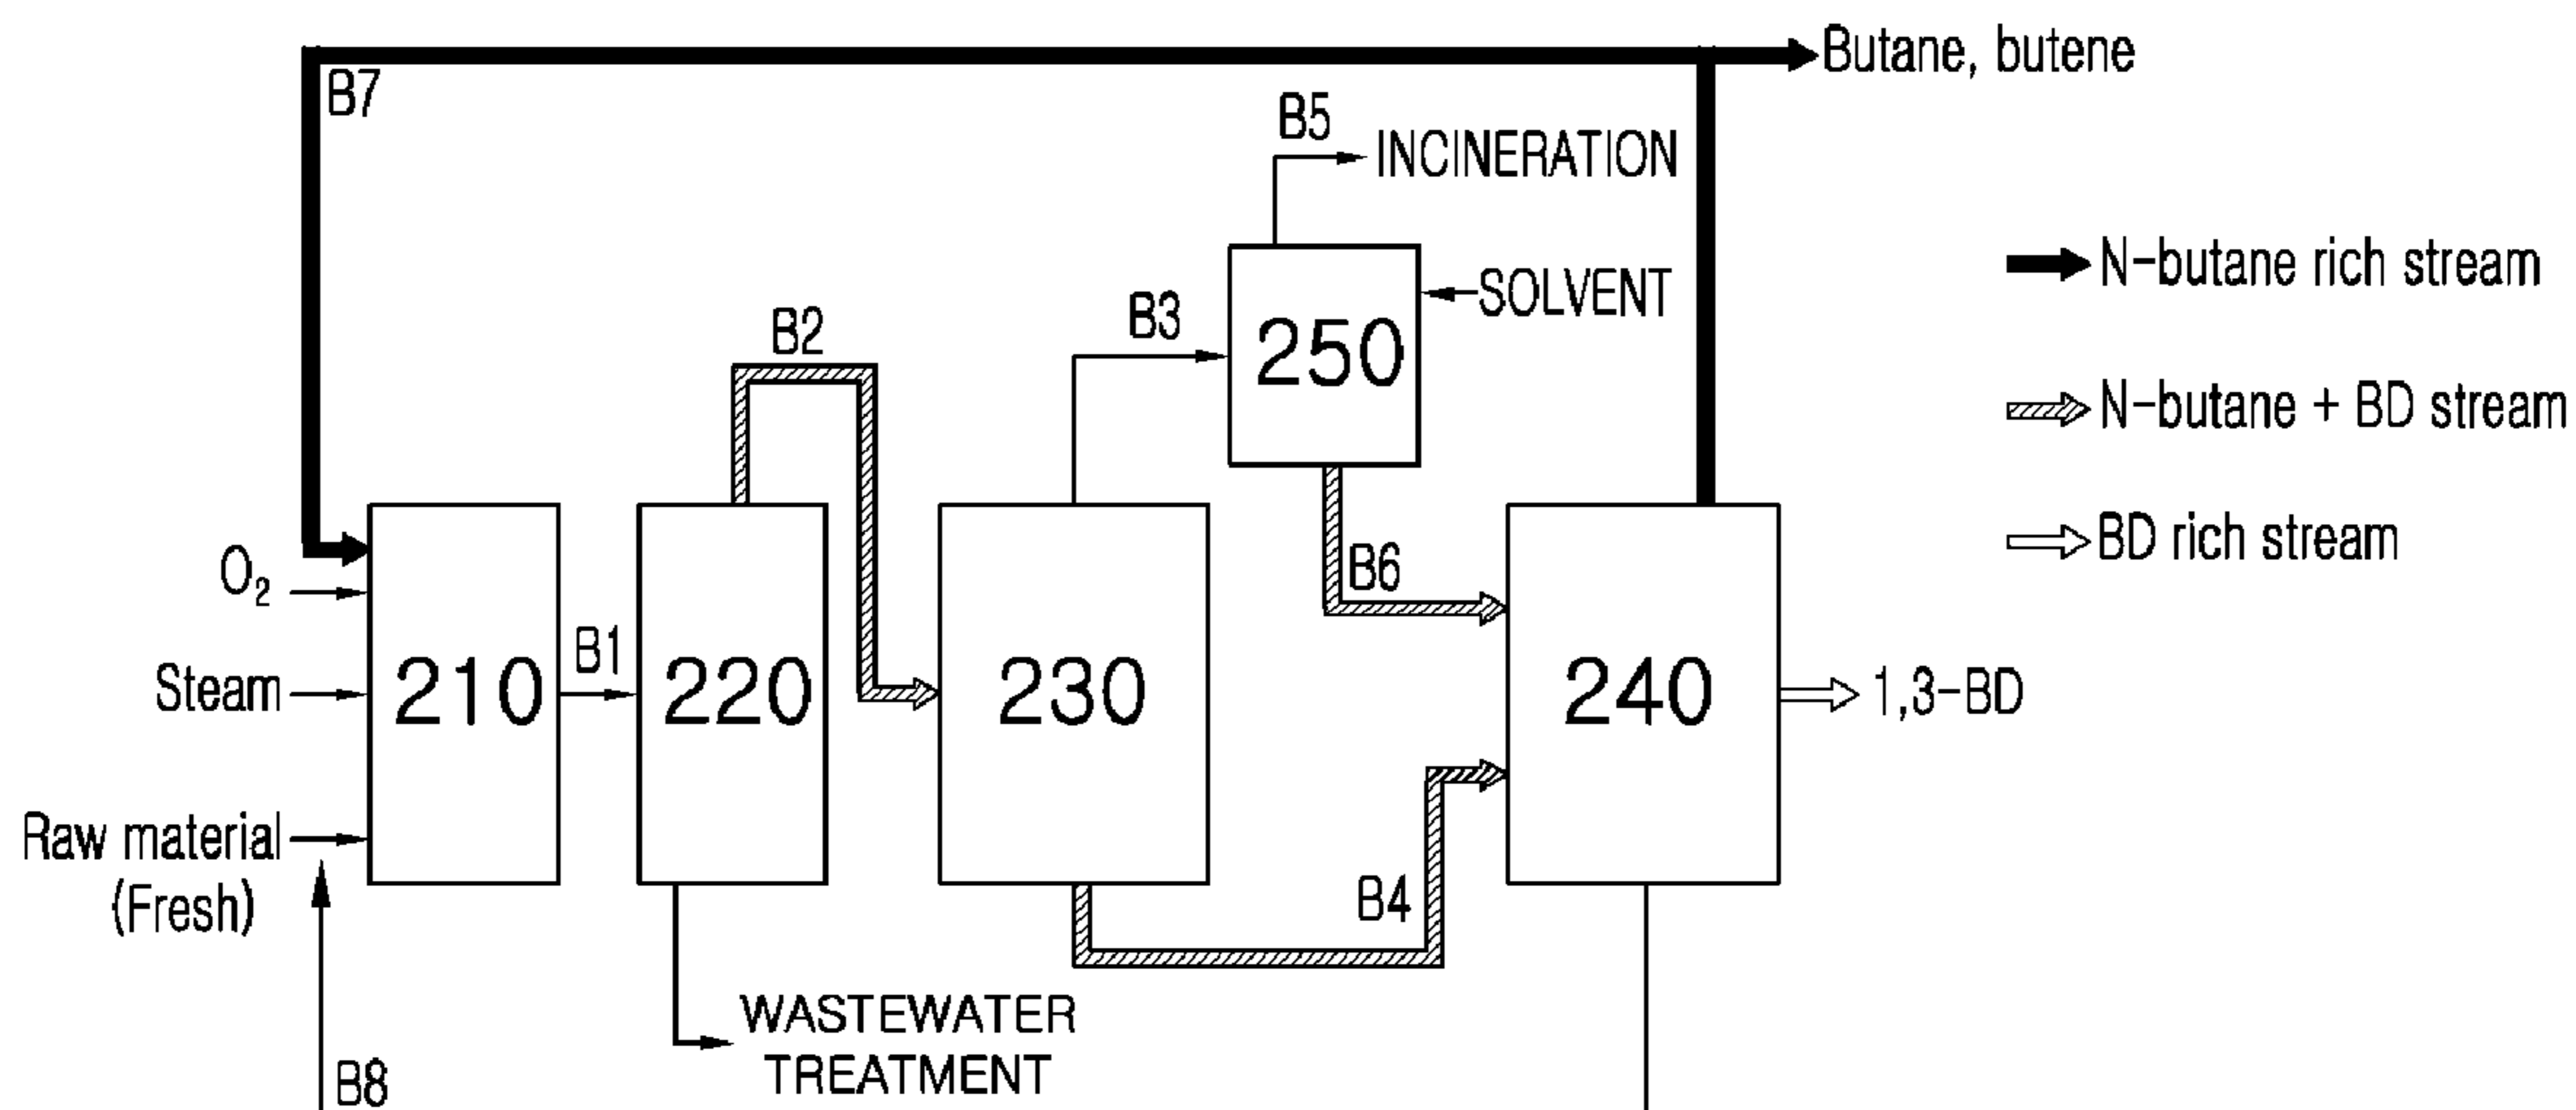 Butane, butene
B7
B5
INCINERATION
N-butane rich stream
SOLVENT
B3
B2
250
N-butane + BD stream
O₂
B6
BD rich stream
B1
Steam
210
220
230
240
1,3-BD
Raw material
(Fresh)
B4
WASTEWATER
TREATMENT
B8